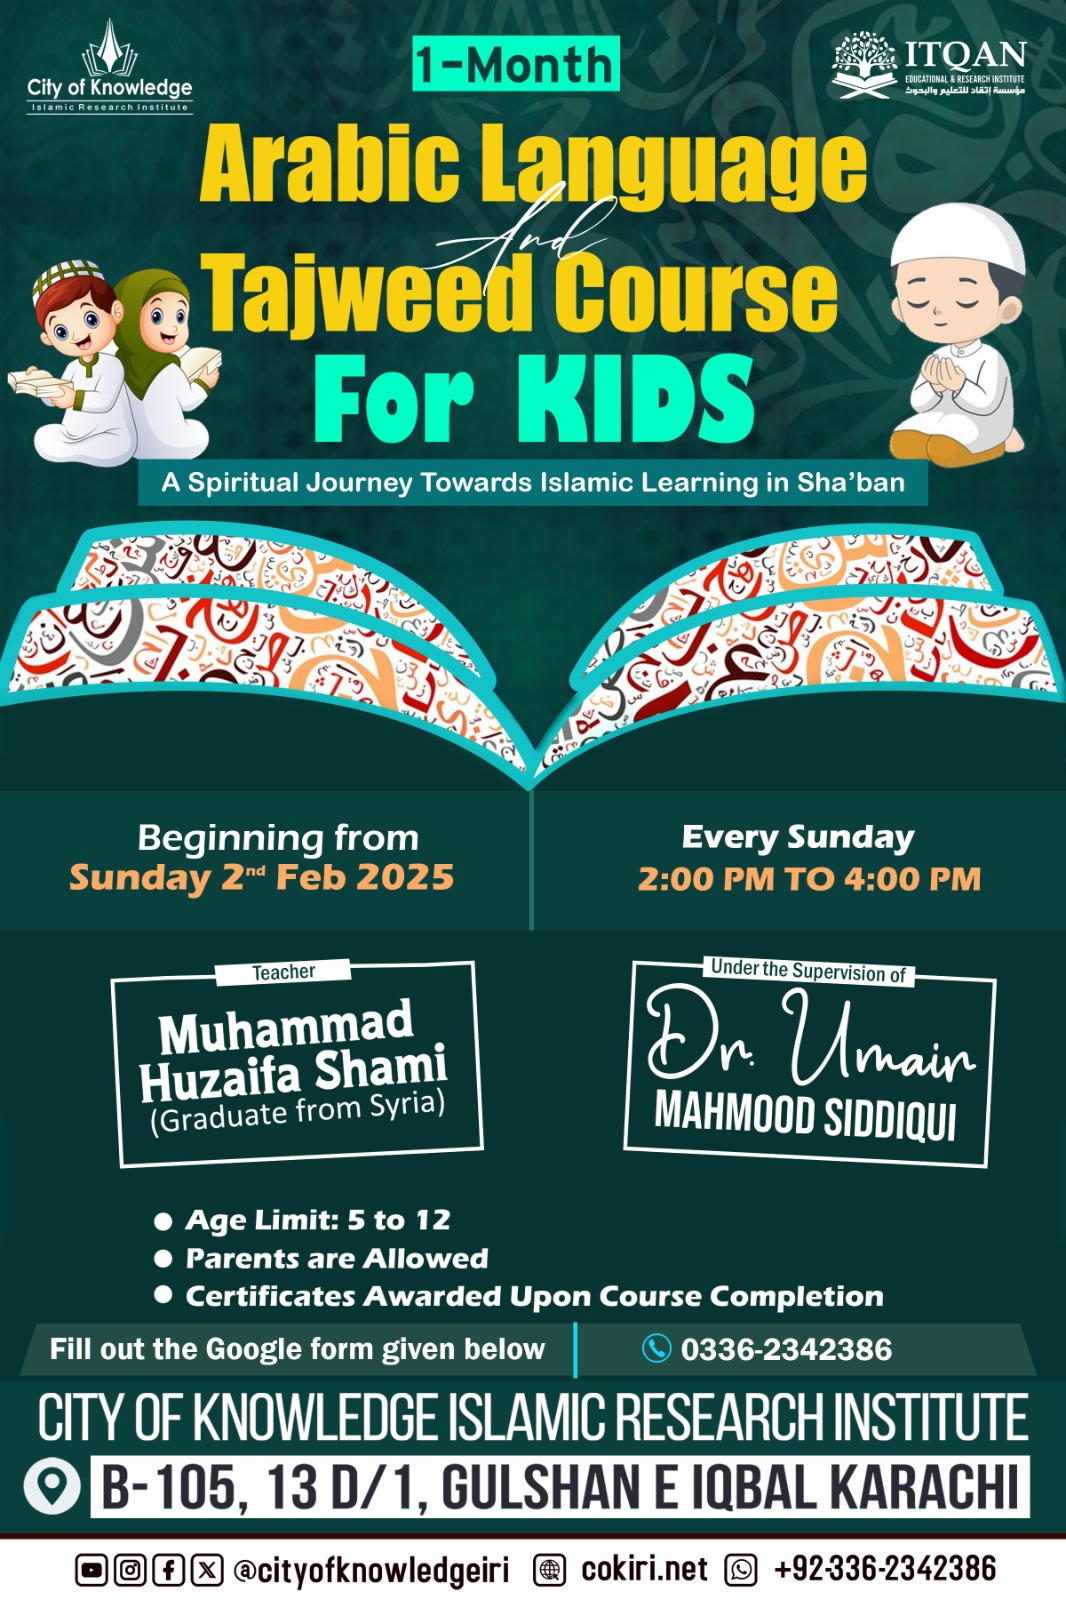 City of Knowledge
Islamic Research Institute
1-Month
ITQAN
EDUCATIONAL & RESEARCH INSTITUTE
مؤسسة إتقاد للتعليم والبحوث
Arabic Language
And
Tajweed Course
For KIDS
A Spiritual Journey Towards Islamic Learning in Sha'ban
Beginning from
Sunday 2nd Feb 2025
Every Sunday
2:00 PM TO 4:00 PM
Teacher
Muhammad
Huzaifa Shami
(Graduate from Syria)
Under the Supervision of
Dr. Umair
MAHMOOD SIDDIQUI
● Age Limit: 5 to 12
● Parents are Allowed
● Certificates Awarded Upon Course Completion
Fill out the Google form given below
0336-2342386
CITY OF KNOWLEDGE ISLAMIC RESEARCH INSTITUTE
B-105, 13 D/1, GULSHAN E IQBAL KARACHI
@cityofknowledgeiri
cokiri.net
+92-336-2342386